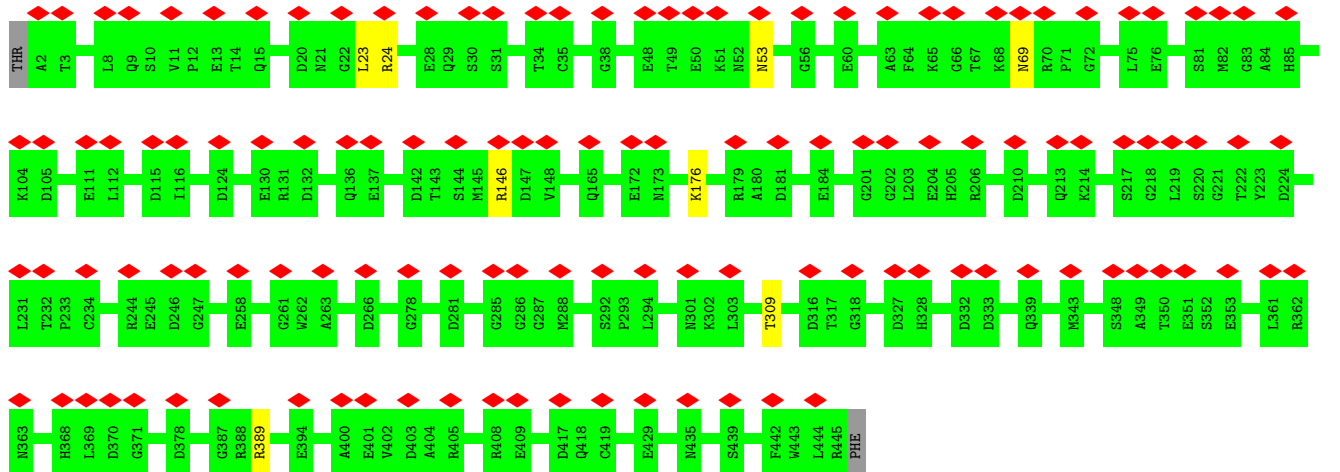 THR A2 T3 L8 Q9 S10 V11 P12 E13 T14 Q15 D20 N21 G22 L23 R24 E28 Q29 S30 S31 T34 C35 G38 E48 T49 E50 K51 N52 N53 G56 E60 A63 F64 K65 G66 T67 K68 N69 R70 P71 G72 L75 E76 S81 M82 G83 A84 H85
K104 D105 E111 L112 D115 I116 D124 E130 R131 D132 Q136 E137 D142 T143 S144 M145 R146 D147 V148 Q165 E172 N173 K176 R179 A180 D181 E184 G201 G202 L203 E204 H205 R206 D210 Q213 K214 S217 G218 L219 S220 G221 T222 Y223 D224
L231 T232 P233 C234 R244 E245 D246 G247 E258 G261 W262 A263 D266 G278 D281 G285 G286 G287 M288 S292 P293 L294 N301 K302 L303 T309 D316 T317 G318 D327 H328 D332 D333 Q339 M343 S348 A349 T350 E351 S352 E353 L361 R362
N363 H368 L369 D370 G371 D378 G387 R388 R389 E394 A400 E401 V402 D403 A404 R405 R408 E409 D417 Q418 C419 E429 N435 S439 F442 W443 L444 R445 PHE